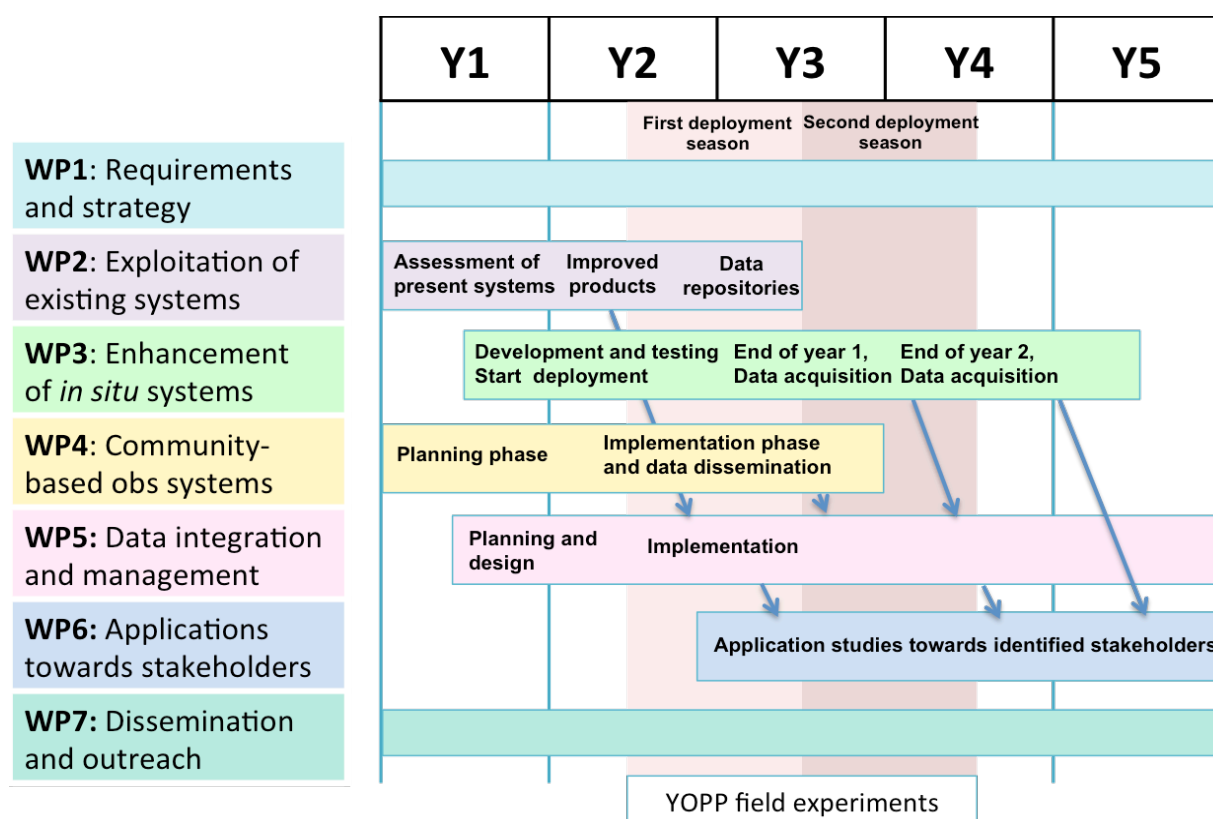 Y1 Y2 Y3 Y4 Y5
First deployment
season
Second deployment
season
WP1: Requirements
and strategy
WP2: Exploitation of
existing systems
Assessment of
present systems
Improved
products
Data
repositories
WP3: Enhancement
of in situ systems
Development and testing
Start deployment
End of year 1,
Data acquisition
End of year 2,
Data acquisition
WP4: Community-
based obs systems
Planning phase
Implementation phase
and data dissemination
WP5: Data integration
and management
Planning and
design
Implementation
WP6: Applications
towards stakeholders
Application studies towards identified stakeholders
WP7: Dissemination
and outreach
YOPP field experiments